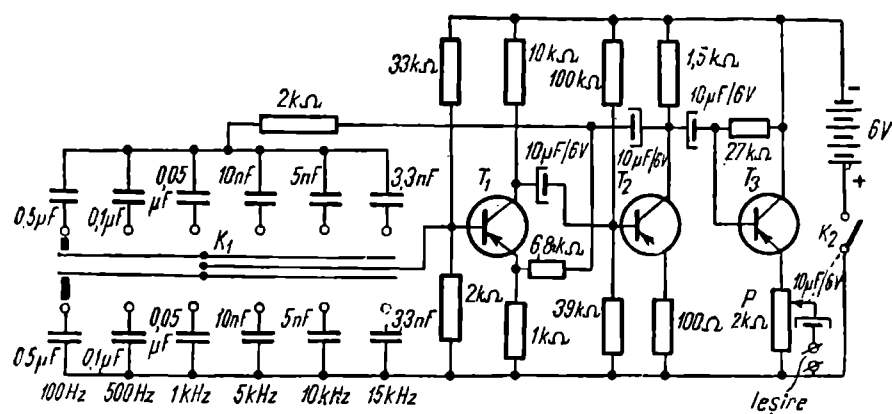 33kΩ
10kΩ
100kΩ
1,5kΩ
10µF/6V
2kΩ
0,5µF
0,1µF
0,05 µF
10nF
5nF
3,3nF
10µF/6V
10µF/6V
27kΩ
6V
-
+
T₁
T₂
T₃
K₁
K₂
6,8kΩ
2kΩ
1kΩ
39kΩ
100Ω
P
2kΩ
10µF/6V
0,5µF
0,1µF
0,05 µF
10nF
5nF
3,3nF
100Hz
500Hz
1kHz
5kHz
10kHz
15kHz
Ieșire